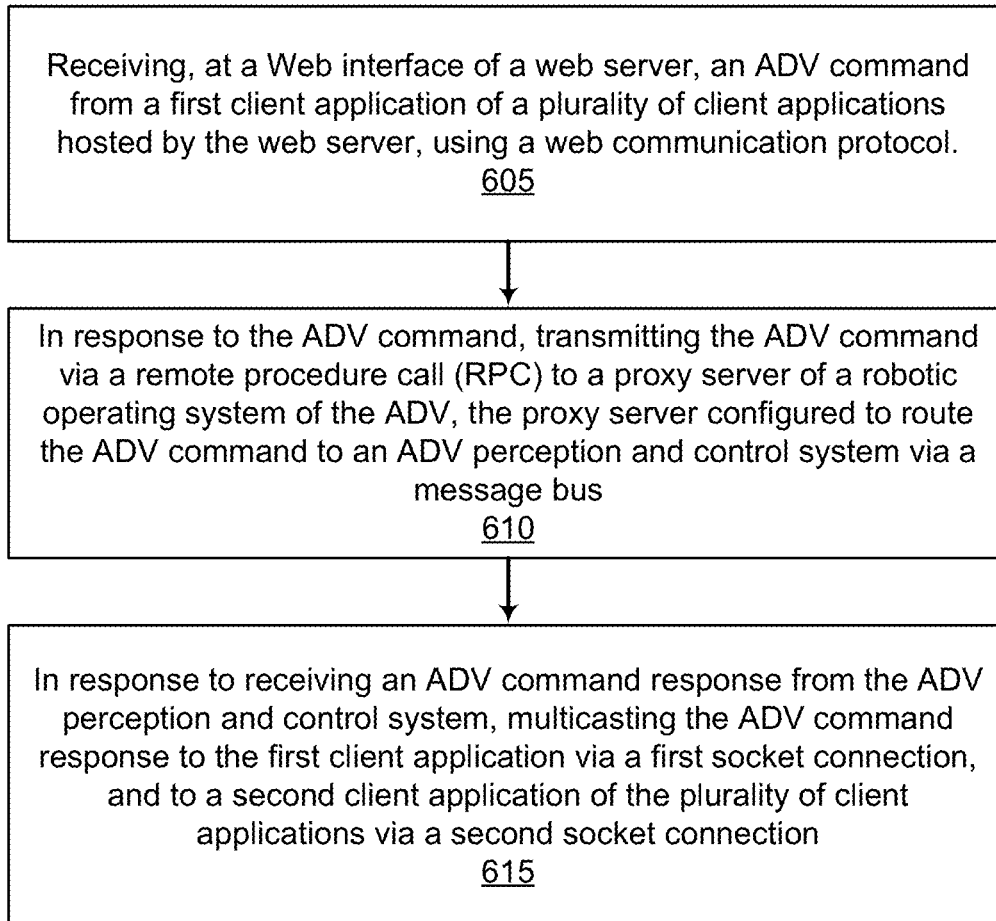 Receiving, at a Web interface of a web server, an ADV command
from a first client application of a plurality of client applications
hosted by the web server, using a web communication protocol.
605
In response to the ADV command, transmitting the ADV command
via a remote procedure call (RPC) to a proxy server of a robotic
operating system of the ADV, the proxy server configured to route
the ADV command to an ADV perception and control system via a
message bus
610
In response to receiving an ADV command response from the ADV
perception and control system, multicasting the ADV command
response to the first client application via a first socket connection,
and to a second client application of the plurality of client
applications via a second socket connection
615